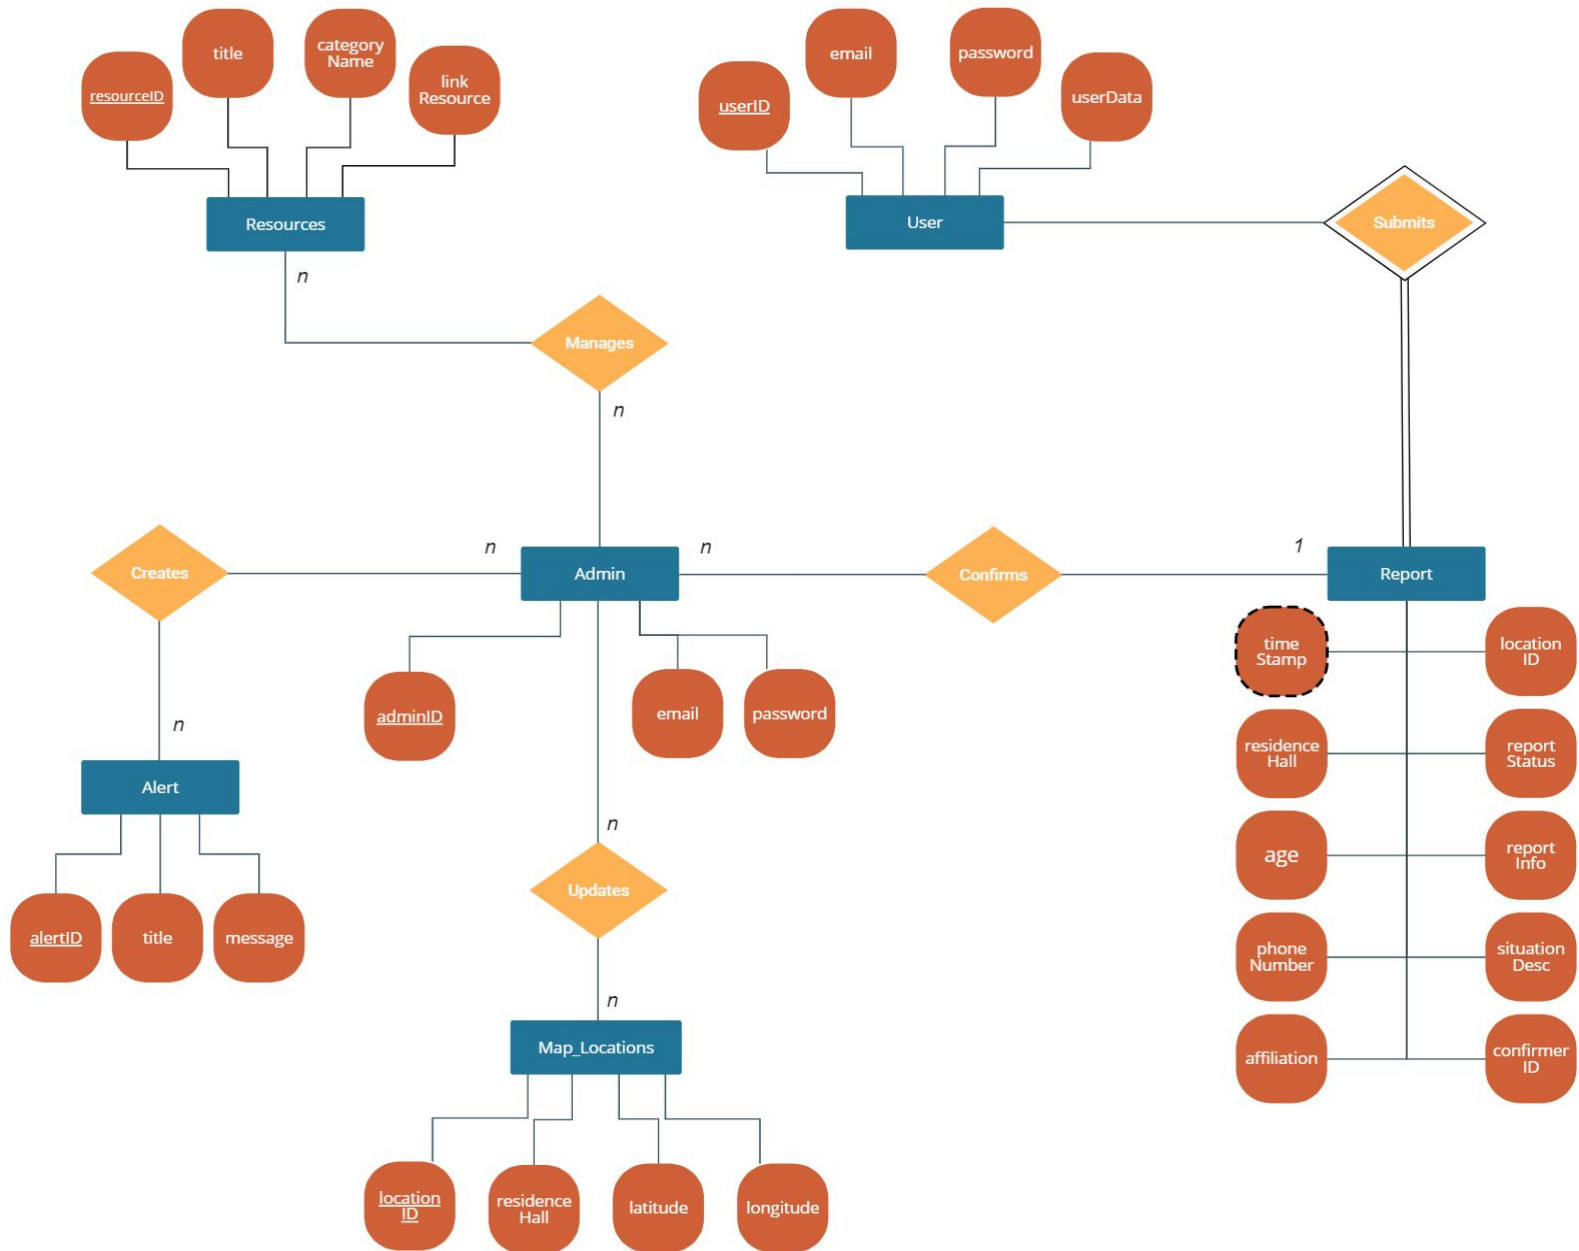 title
category
Name
resourceID
link
Resource
email
password
userID
userData
Resources
User
Submits
n
Manages
n
n
n
1
Creates
Admin
Confirms
Report
time
Stamp
location
ID
adminID
email
password
n
residence
Hall
report
Status
Alert
n
age
report
Info
Updates
alertID
title
message
phone
Number
situation
Desc
n
Map_Locations
affiliation
confirmer
ID
location
ID
residence
Hall
latitude
longitude